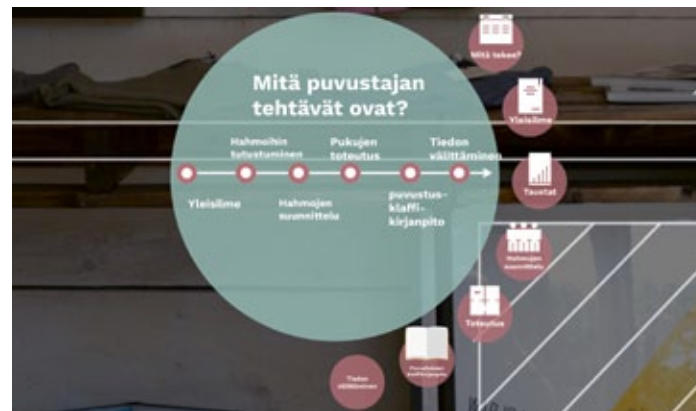 Mitä puvustajan
tehtävät ovat?
Hahmoihin
tutustuminen
Pukujen
toteutus
Tiedon
välittäminen
Yleisilme
Hahmojen
suunnittelu
puvustus-
klaffi-
kirjanpito
Mitä tekee?
Yleisilme
Taustat
Hahmojen
suunnittelu
Toteutus
Tiedon
välittäminen